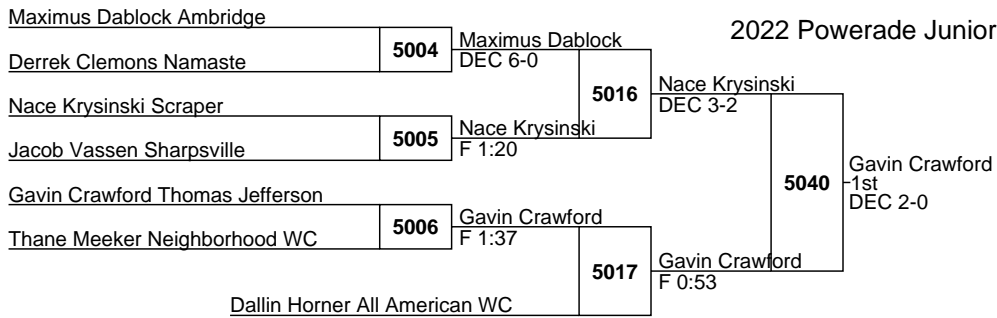 Maximus Dablock Ambridge
2022 Powerade Junior
5004
Maximus Dablock
DEC 6-0
Derrek Clemons Namaste
5016
Nace Krysinski
DEC 3-2
Nace Krysinski Scraper
5005
Nace Krysinski
F 1:20
Jacob Vassen Sharpsville
5040
Gavin Crawford
1st
DEC 2-0
Gavin Crawford Thomas Jefferson
5006
Gavin Crawford
F 1:37
Thane Meeker Neighborhood WC
5017
Gavin Crawford
F 0:53
Dallin Horner All American WC